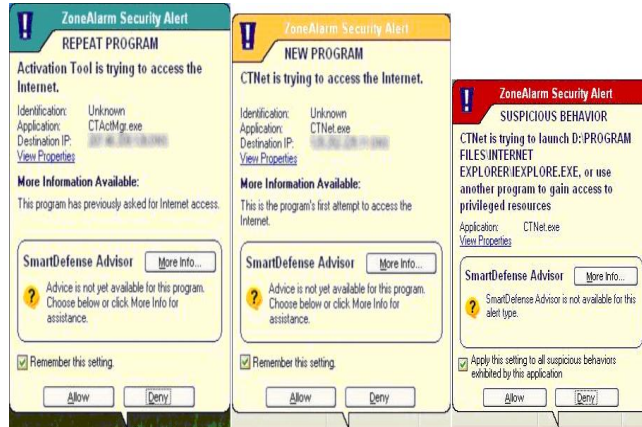 ZoneAlarm Security Alert
REPEAT PROGRAM
Activation Tool is trying to access the
Internet.
Identification: Unknown
Application: CTActMgr.exe
Destination IP:
View Properties
More Information Available:
This program has previously asked for Internet access.
SmartDefense Advisor More Info...
Advice is not yet available for this program.
Choose below or click More Info for
assistance.
Remember this setting.
Allow Deny
ZoneAlarm Security Alert
NEW PROGRAM
CTNet is trying to access the Internet.
Identification: Unknown
Application: CTNet.exe
Destination IP:
View Properties
More Information Available:
This is the program's first attempt to access the
Internet.
SmartDefense Advisor More Info...
Advice is not yet available for this program.
Choose below or click More Info for
assistance.
Remember this setting.
Allow Deny
ZoneAlarm Security Alert
SUSPICIOUS BEHAVIOR
CTNet is trying to launch D:\PROGRAM
FILES\INTERNET
EXPLORER\IEXPLORE.EXE, or use
another program to gain access to
privileged resources
Application: CTNet.exe
View Properties
SmartDefense Advisor More Info...
SmartDefense Advisor is not available for this
alert type.
Apply this setting to all suspicious behaviors
exhibited by this application
Allow Deny